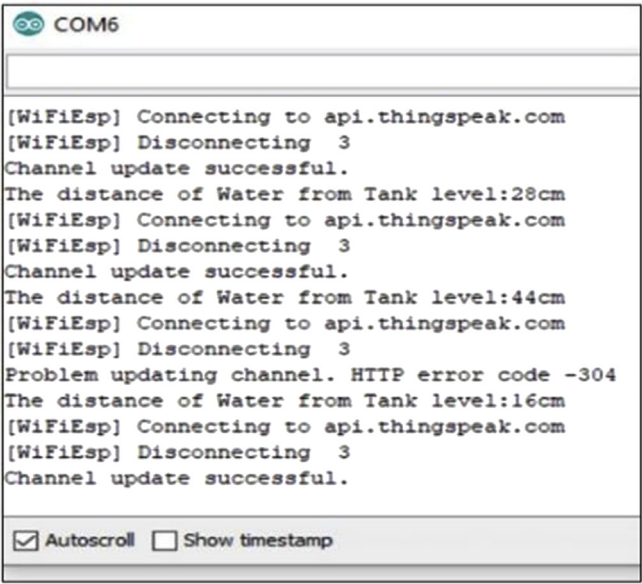 COM6
[WiFiEsp] Connecting to api.thingspeak.com
[WiFiEsp] Disconnecting  3
Channel update successful.
The distance of Water from Tank level:28cm
[WiFiEsp] Connecting to api.thingspeak.com
[WiFiEsp] Disconnecting  3
Channel update successful.
The distance of Water from Tank level:44cm
[WiFiEsp] Connecting to api.thingspeak.com
[WiFiEsp] Disconnecting  3
Problem updating channel. HTTP error code -304
The distance of Water from Tank level:16cm
[WiFiEsp] Connecting to api.thingspeak.com
[WiFiEsp] Disconnecting  3
Channel update successful.
Autoscroll Show timestamp